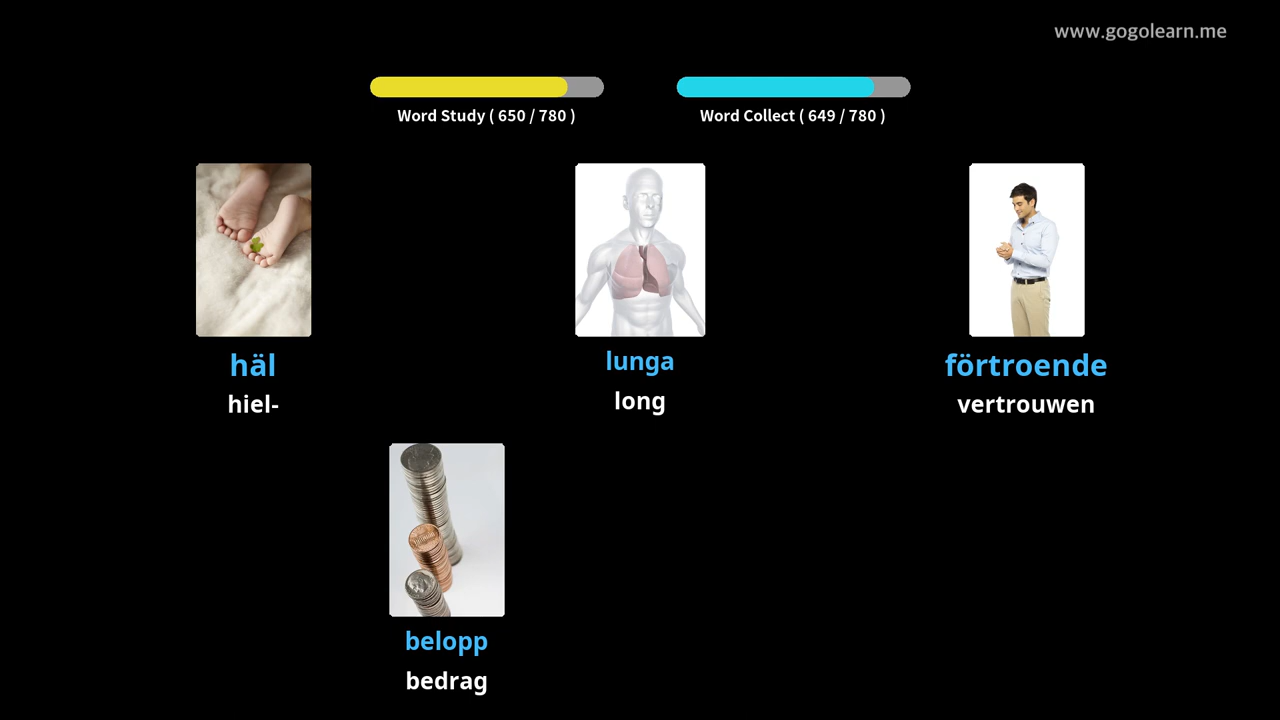 www.gogolearn.me
Word Study ( 650 / 780 )
Word Collect ( 649 / 780 )
häl
hiel-
lunga
long
förtroende
vertrouwen
belopp
bedrag